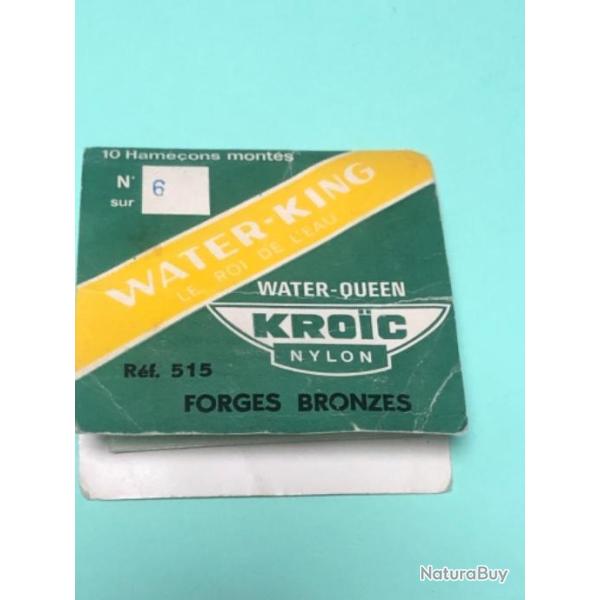 10 Hameçons montés
N° 6
sur
WATER-KING
LE ROI DE L'EAU
WATER-QUEEN
KROÏC
NYLON
Réf. 515
FORGES BRONZES
NaturaBuy